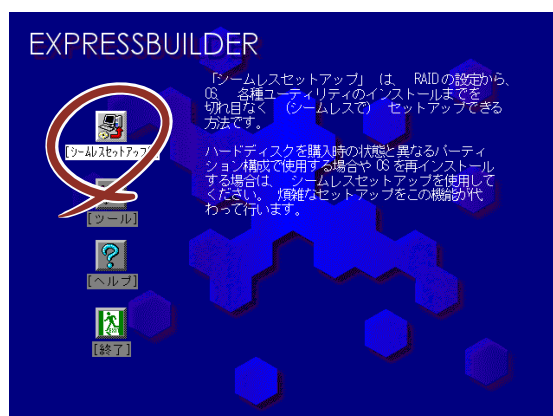 EXPRESSBUILDER
「シームレスセットアップ」 は、 RAIDの設定から、
OS、 各種ユーティリティのインストールまでを
切れ目なく （シームレスで） セットアップできる
方法です。
ハードディスクを購入時の状態と異なるパーティ
ション構成で使用する場合や OSを再インストール
する場合は、 シームレスセットアップを使用して
ください。 煩雑なセットアップをこの機能が代
わって行います。
[シームレスセットアップ]
[ツール]
[ヘルプ]
[終了]